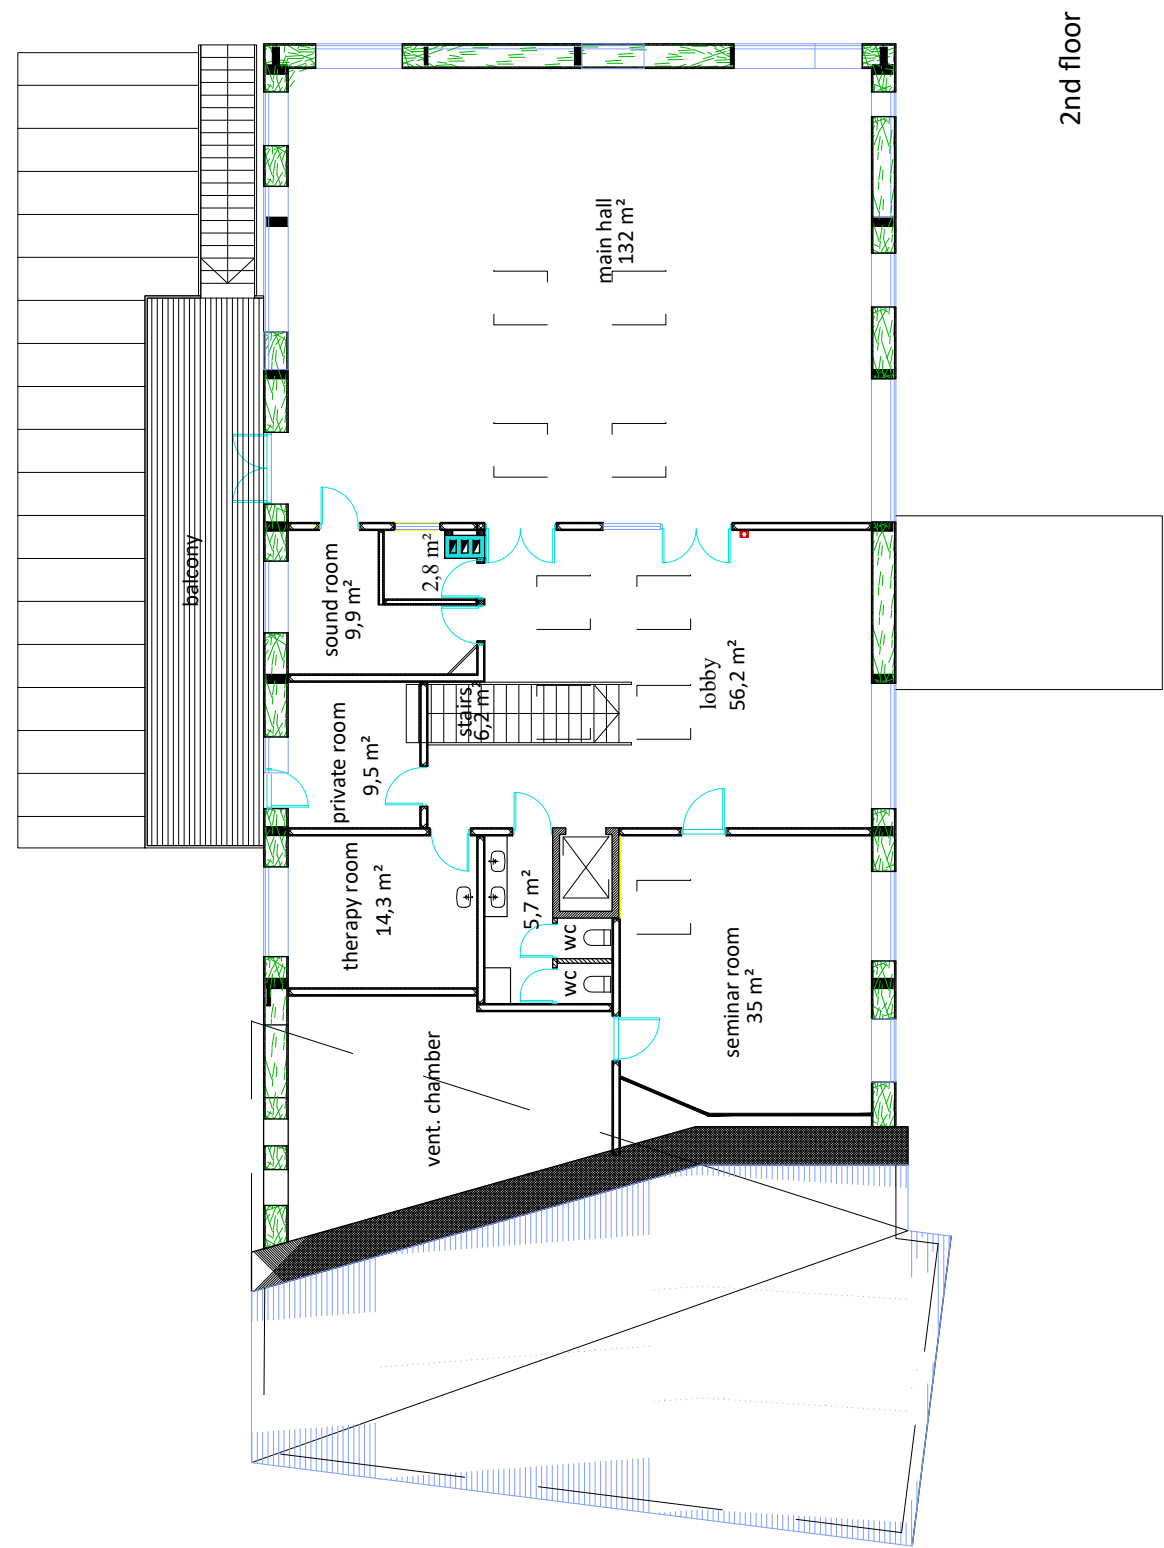 2nd floor
main hall
132 m²
balcony
sound room
9,9 m²
2,8 m²
stairs
6,2 m²
lobby
56,2 m²
private room
9,5 m²
therapy room
14,3 m²
5,7 m²
wc
wc
seminar room
35 m²
vent. chamber